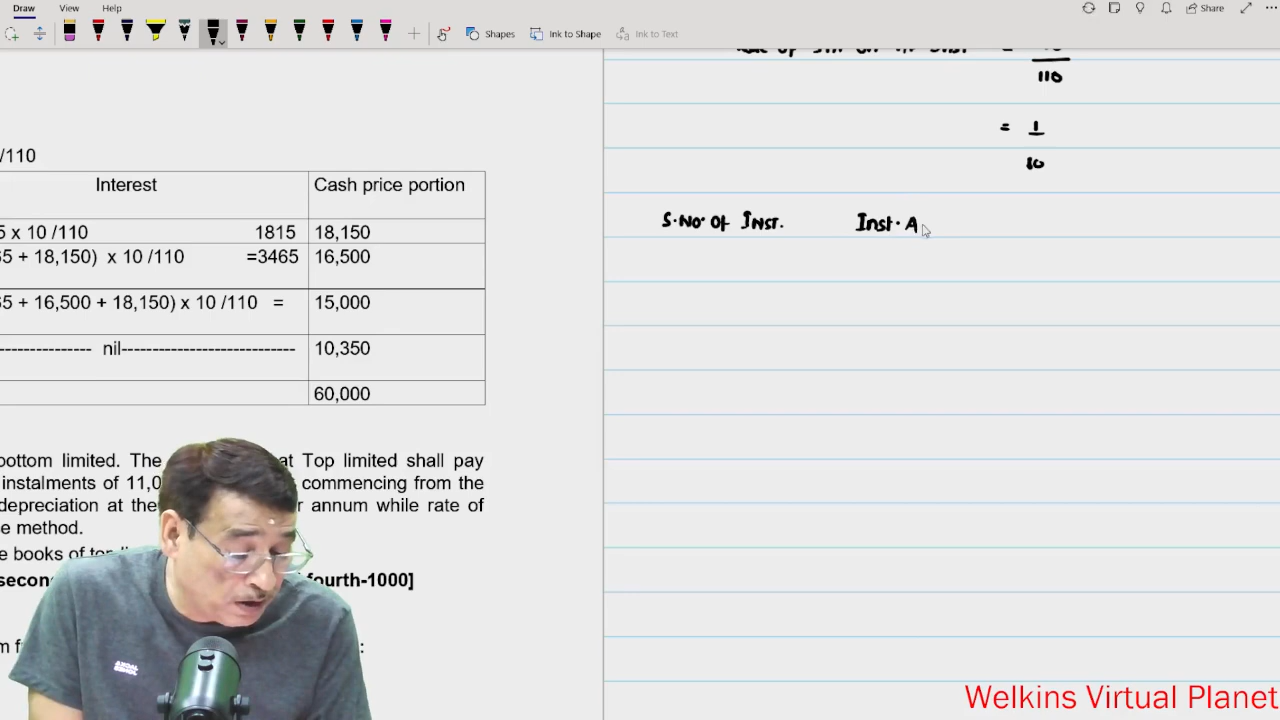 Draw View Help Share
Shapes Ink to Shape Ink to Text
110
= 1
10
/110
Interest Cash price portion
5 x 10 /110 1815 18,150
65 + 18,150) x 10 /110 =3465 16,500
65 + 16,500 + 18,150) x 10 /110 = 15,000
--------------- nil--------------------------- 10,350
60,000
S.No. Of Inst. Inst. A
bottom limited. The at Top limited shall pay
instalments of 11,0 commencing from the
depreciation at the annum while rate of
e method.
e books of
secon fourth-1000]
m f :
Welkins Virtual Planet